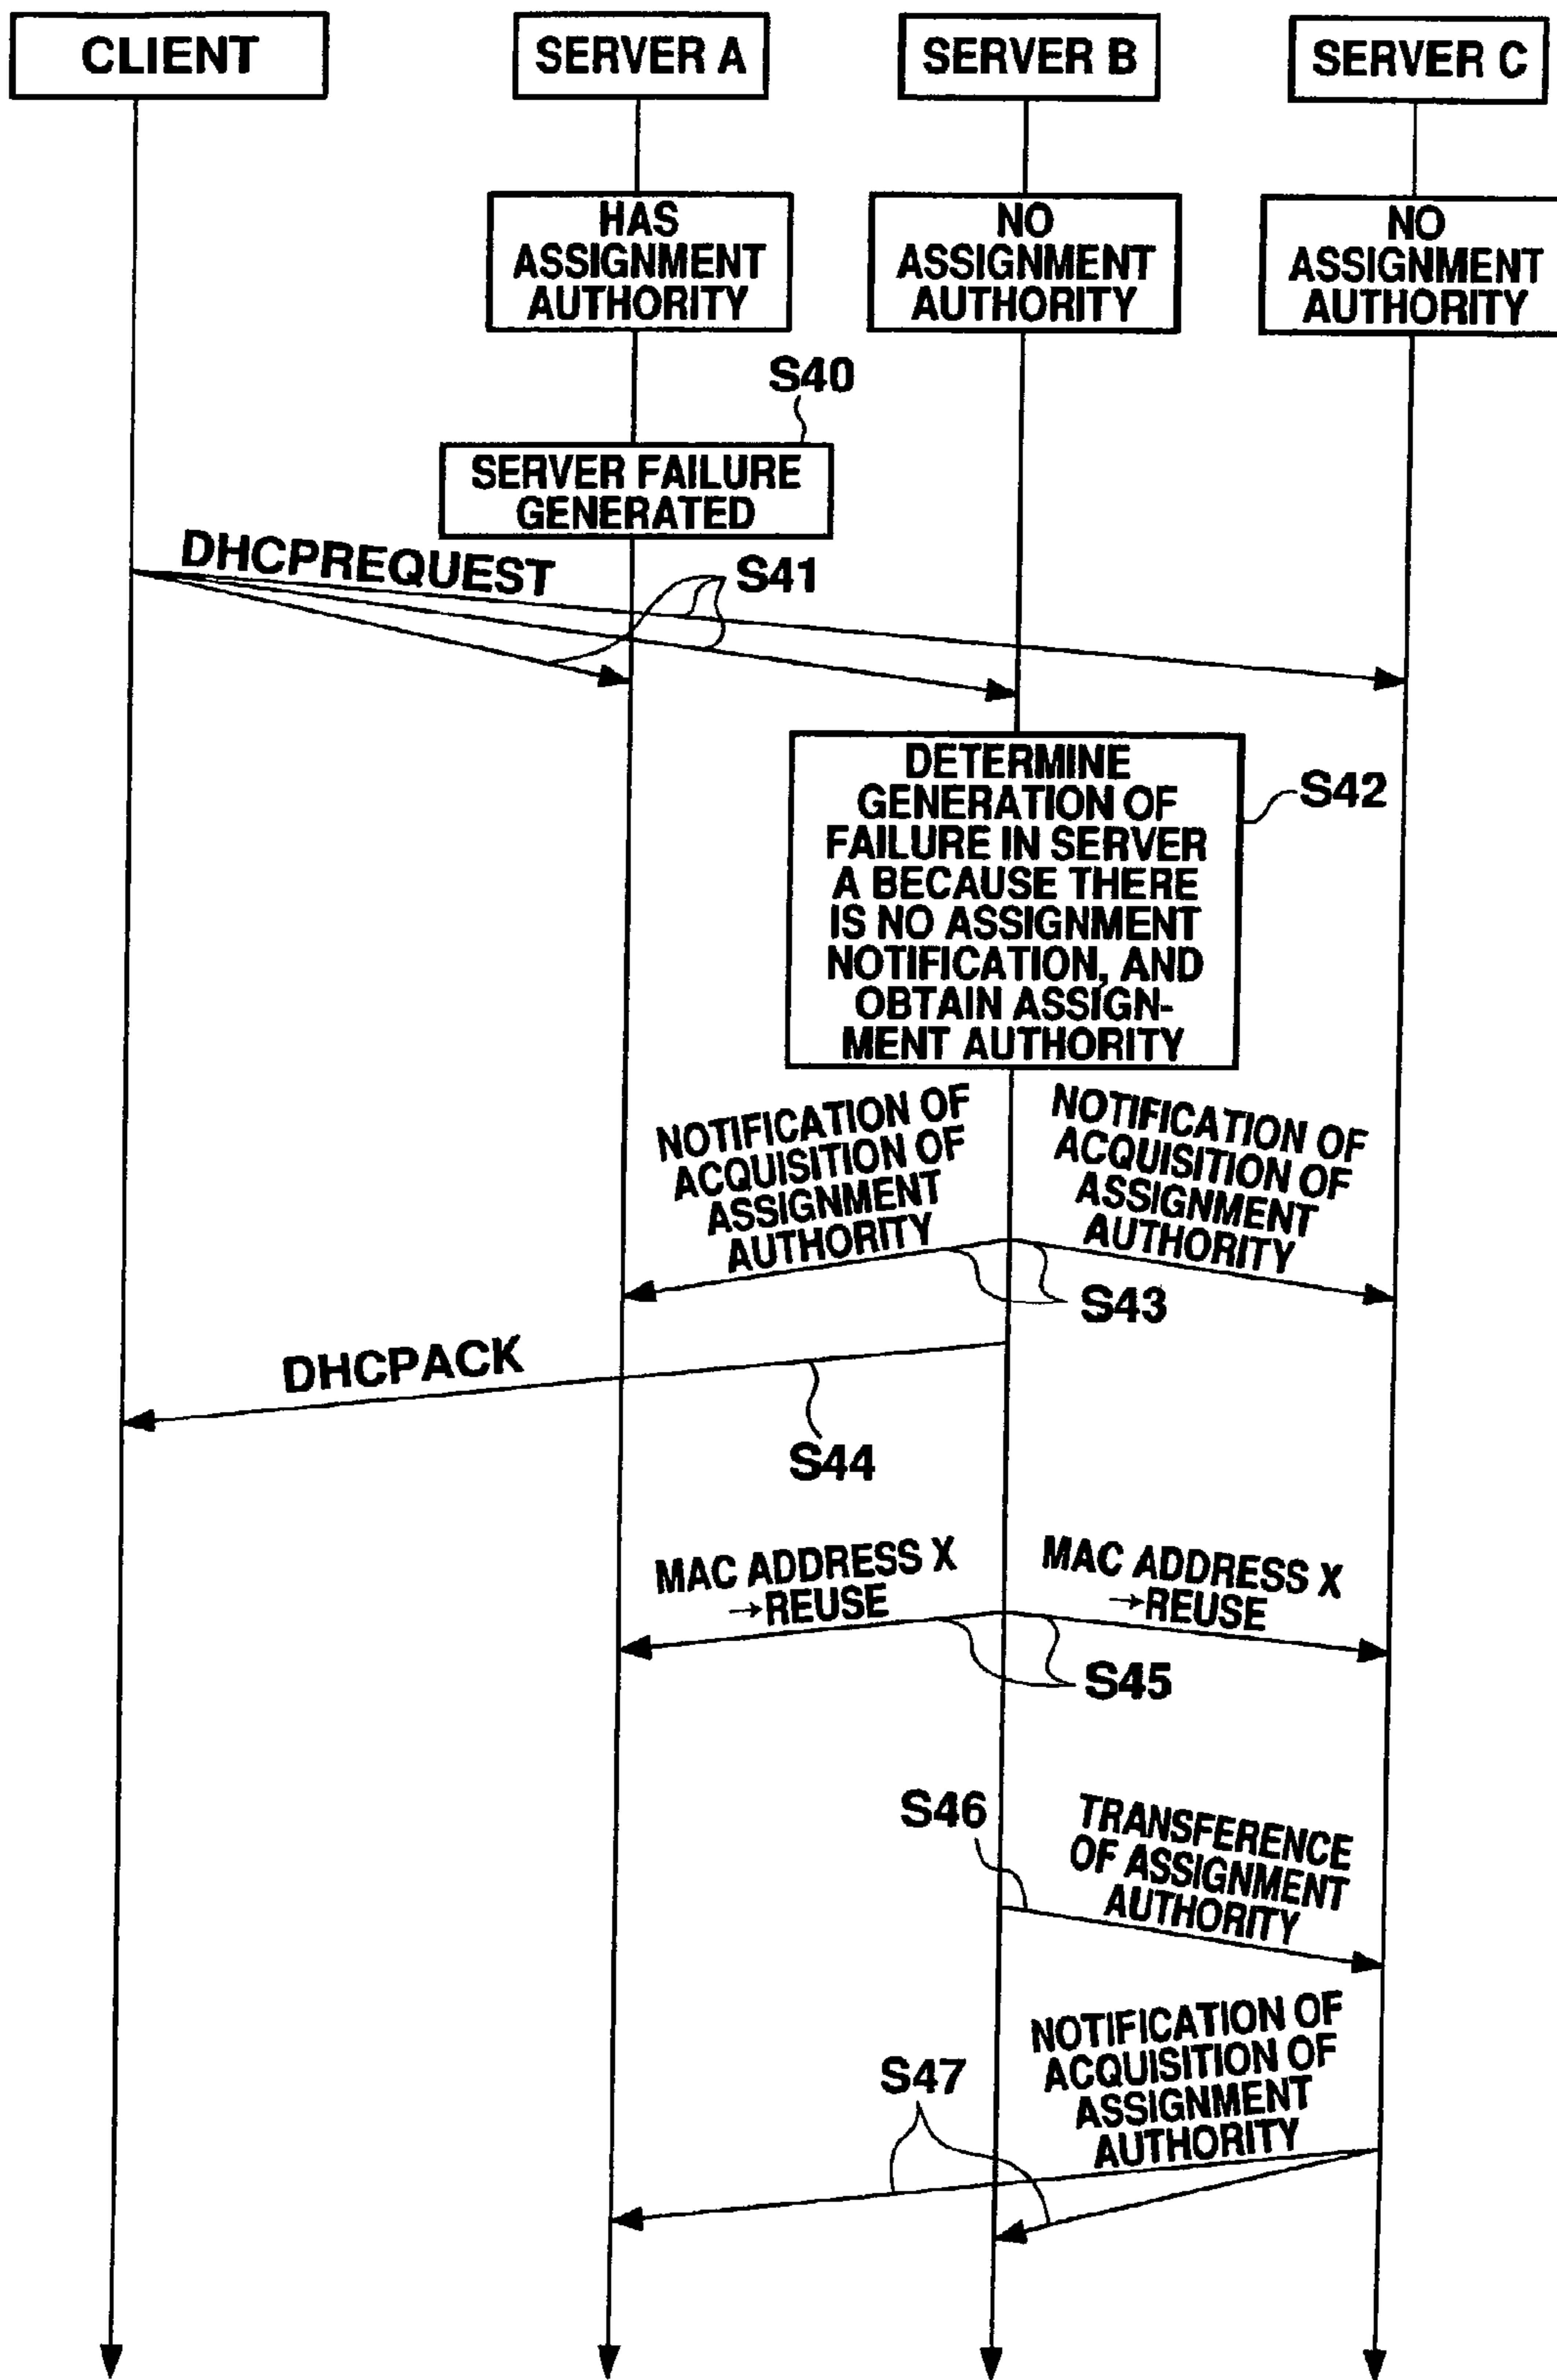 CLIENT
SERVER A
SERVER B
SERVER C
HAS
ASSIGNMENT
AUTHORITY
NO
ASSIGNMENT
AUTHORITY
NO
ASSIGNMENT
AUTHORITY
S40
SERVER FAILURE
GENERATED
DHCPREQUEST
S41
DETERMINE
GENERATION OF
FAILURE IN SERVER
A BECAUSE THERE
IS NO ASSIGNMENT
NOTIFICATION, AND
OBTAIN ASSIGN-
MENT AUTHORITY
S42
NOTIFICATION OF
ACQUISITION OF
ASSIGNMENT
AUTHORITY
NOTIFICATION OF
ACQUISITION OF
ASSIGNMENT
AUTHORITY
S43
DHCPACK
S44
MAC ADDRESS X
→REUSE
MAC ADDRESS X
→REUSE
S45
S46
TRANSFERENCE
OF ASSIGNMENT
AUTHORITY
NOTIFICATION OF
ACQUISITION OF
ASSIGNMENT
AUTHORITY
S47